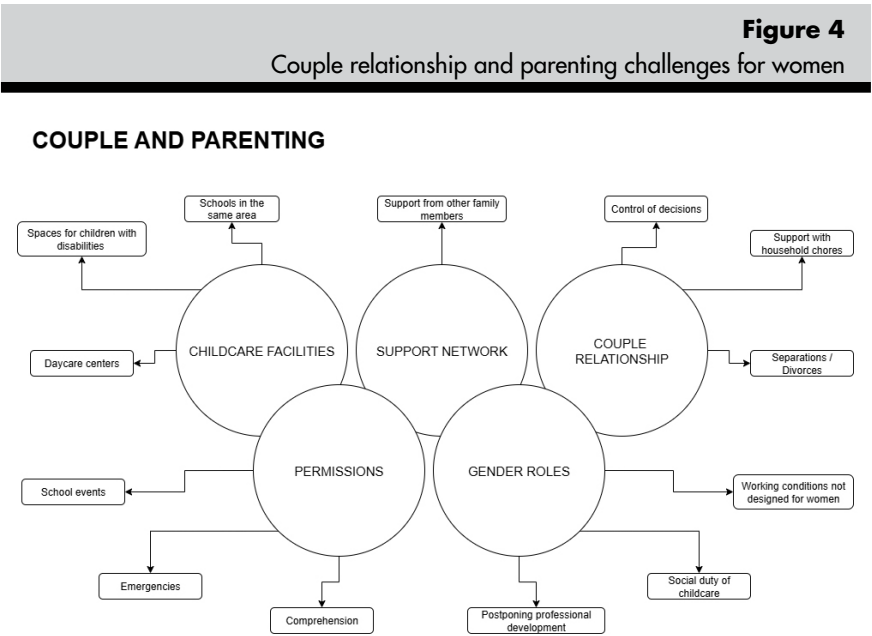 Figure 4
Couple relationship and parenting challenges for women
COUPLE AND PARENTING
Schools in the
same area
Support from other family
members
Control of decisions
Spaces for children with
disabilities
Support with
household chores
CHILDCARE FACILITIES
SUPPORT NETWORK
COUPLE
RELATIONSHIP
Daycare centers
Separations /
Divorces
PERMISSIONS
GENDER ROLES
School events
Working conditions not
designed for women
Emergencies
Social duty of
childcare
Comprehension
Postponing professional
development